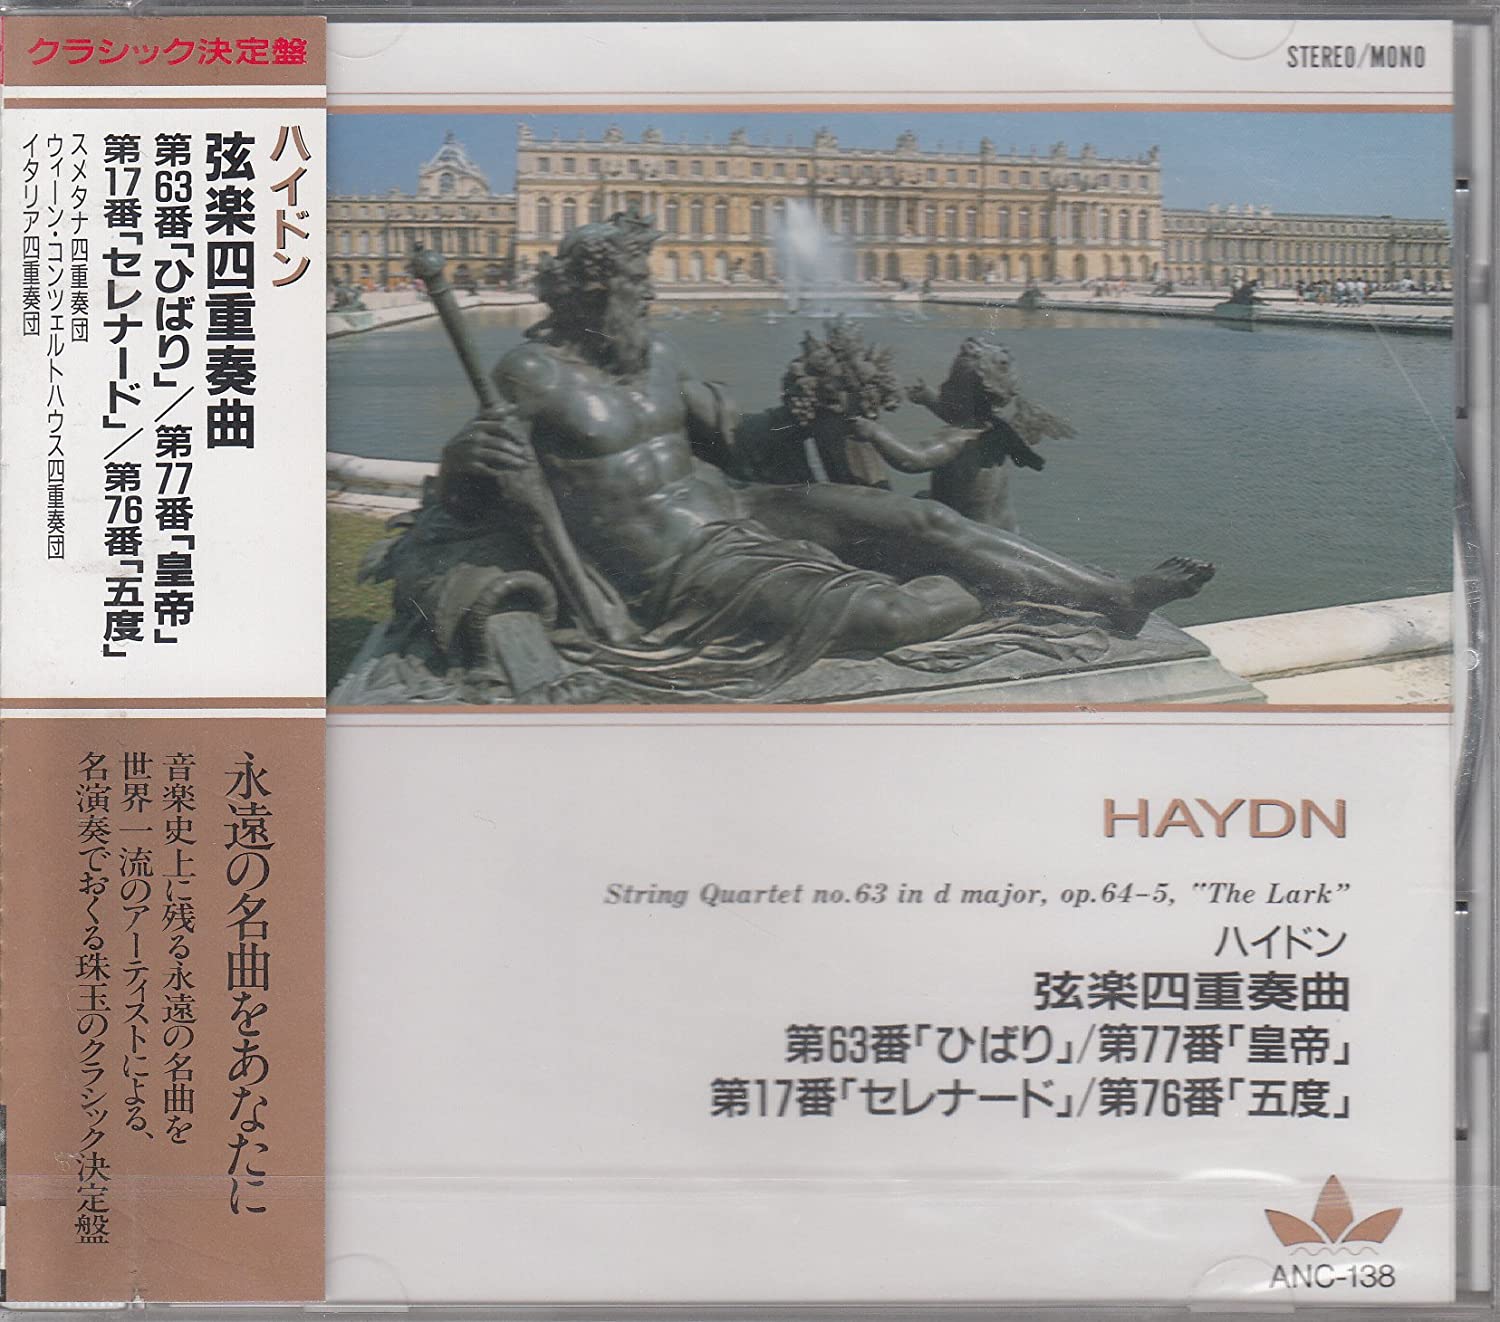 クラシック決定盤
ハイドン
弦楽四重奏曲
第63番「ひばり」/第77番「皇帝」
第17番「セレナード」/第76番「五度」
スメタナ四重奏団
ウィーン・コンツェルトハウス四重奏団
イタリア四重奏団
永遠の名曲をあなたに
音楽史上に残る永遠の名曲を
世界一流のアーティストによる、
名演奏でおくる珠玉のクラシック決定盤
STEREO/MONO
HAYDN
String Quartet no.63 in d major, op.64-5, "The Lark"
ハイドン
弦楽四重奏曲
第63番「ひばり」/第77番「皇帝」
第17番「セレナード」/第76番「五度」
ANC-138